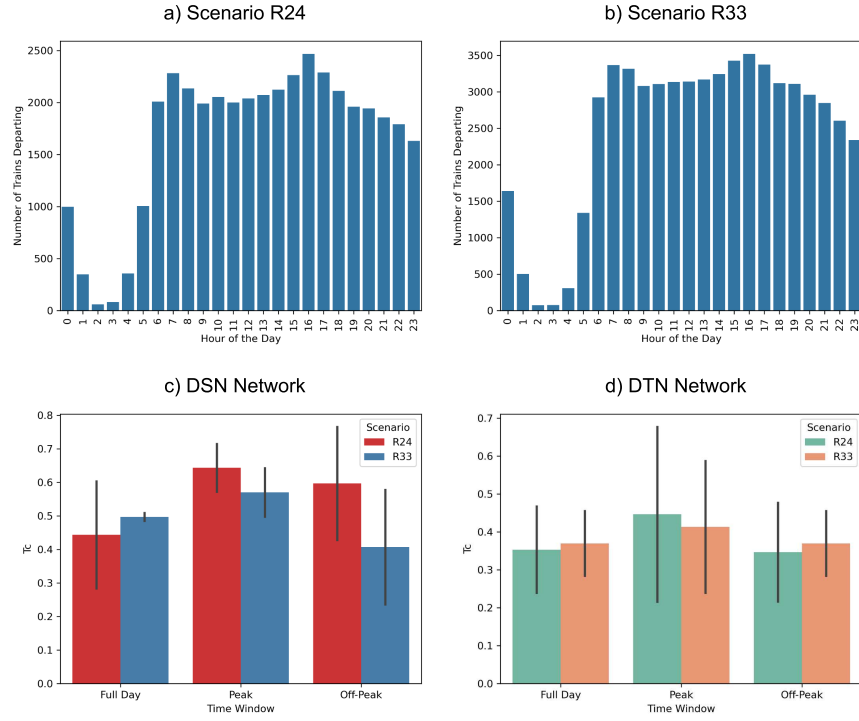 a) Scenario R24
b) Scenario R33
2500
2000
1500
1000
500
0
Number of Trains Departing
0 1 2 3 4 5 6 7 8 9 10 11 12 13 14 15 16 17 18 19 20 21 22 23
Hour of the Day
3500
3000
2500
2000
1500
1000
500
0
Number of Trains Departing
0 1 2 3 4 5 6 7 8 9 10 11 12 13 14 15 16 17 18 19 20 21 22 23
Hour of the Day
c) DSN Network
d) DTN Network
0.8
0.7
0.6
0.5
0.4
0.3
0.2
0.1
0.0
Tc
Scenario
R24
R33
Full Day Peak Off-Peak
Time Window
0.7
0.6
0.5
0.4
0.3
0.2
0.1
0.0
Tc
Scenario
R24
R33
Full Day Peak Off-Peak
Time Window